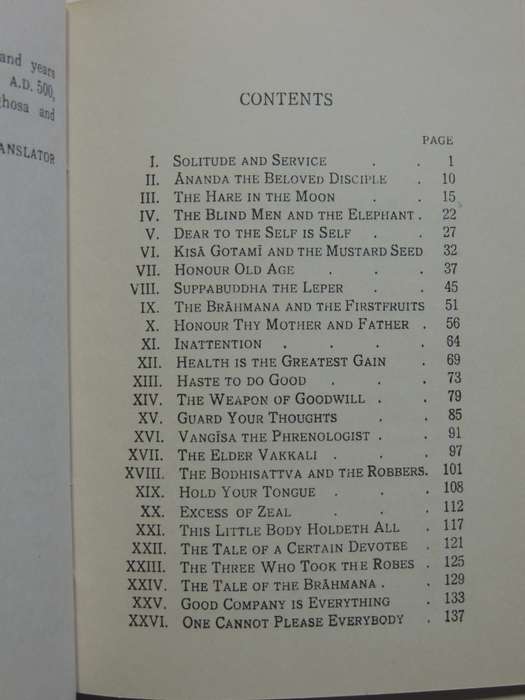 and years
A.D. 500,
hosa and
ANSLATOR
CONTENTS
PAGE
I. SOLITUDE AND SERVICE . . 1
II. ĀNANDA THE BELOVED DISCIPLE . 10
III. THE HARE IN THE MOON . . 15
IV. THE BLIND MEN AND THE ELEPHANT . 22
V. DEAR TO THE SELF IS SELF . . 27
VI. KISĀ GOTAMĪ AND THE MUSTARD SEED 32
VII. HONOUR OLD AGE . . . 37
VIII. SUPPABUDDHA THE LEPER . . 45
IX. THE BRĀHMANA AND THE FIRSTFRUITS 51
X. HONOUR THY MOTHER AND FATHER . 56
XI. INATTENTION . . . . 64
XII. HEALTH IS THE GREATEST GAIN . 69
XIII. HASTE TO DO GOOD . . . 73
XIV. THE WEAPON OF GOODWILL . . 79
XV. GUARD YOUR THOUGHTS . . 85
XVI. VANGĪSA THE PHRENOLOGIST . . 91
XVII. THE ELDER VAKKALI . . 97
XVIII. THE BODHISATTVA AND THE ROBBERS. 101
XIX. HOLD YOUR TONGUE . . . 108
XX. EXCESS OF ZEAL . . . 112
XXI. THIS LITTLE BODY HOLDETH ALL . 117
XXII. THE TALE OF A CERTAIN DEVOTEE . 121
XXIII. THE THREE WHO TOOK THE ROBES . 125
XXIV. THE TALE OF THE BRĀHMANA . . 129
XXV. GOOD COMPANY IS EVERYTHING . 133
XXVI. ONE CANNOT PLEASE EVERYBODY . 137